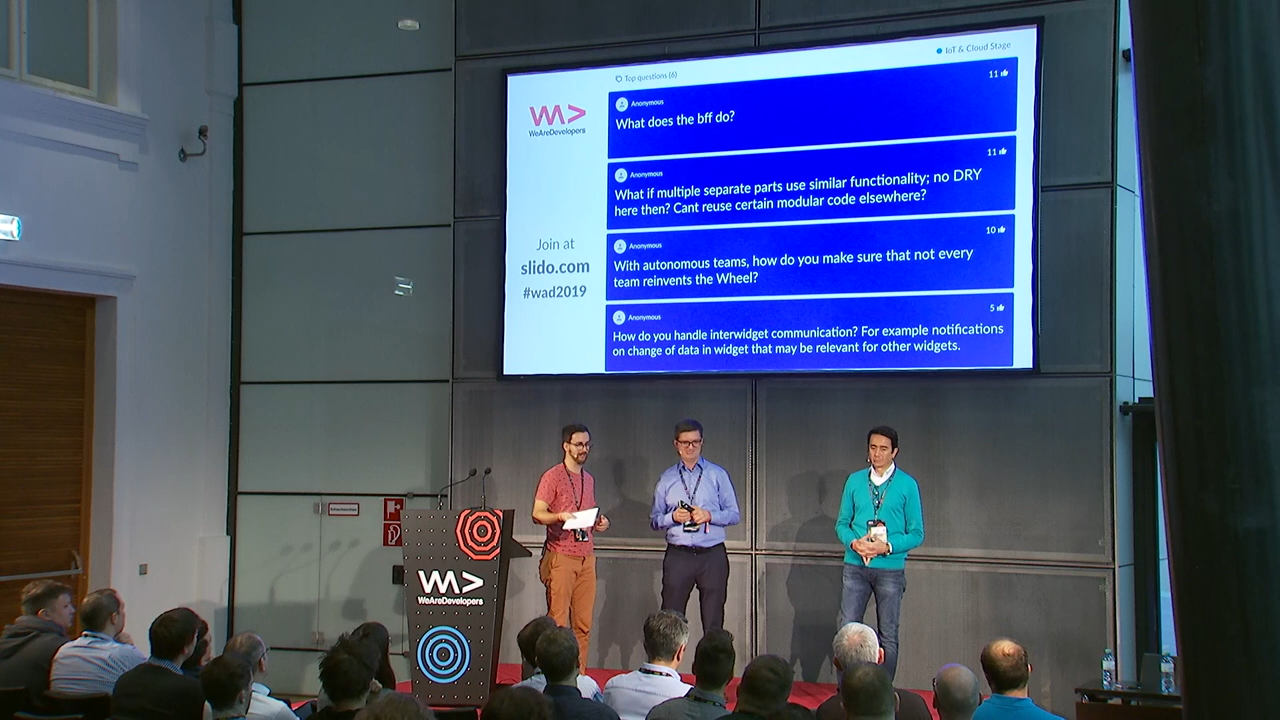 IoT & Cloud Stage
Top questions (6)
WeAreDevelopers
Join at
slido.com
#wad2019
Anonymous
11
What does the bff do?
Anonymous
11
What if multiple separate parts use similar functionality; no DRY
here then? Cant reuse certain modular code elsewhere?
Anonymous
10
With autonomous teams, how do you make sure that not every
team reinvents the Wheel?
Anonymous
5
How do you handle interwidget communication? For example notifications
on change of data in widget that may be relevant for other widgets.
WeAreDevelopers